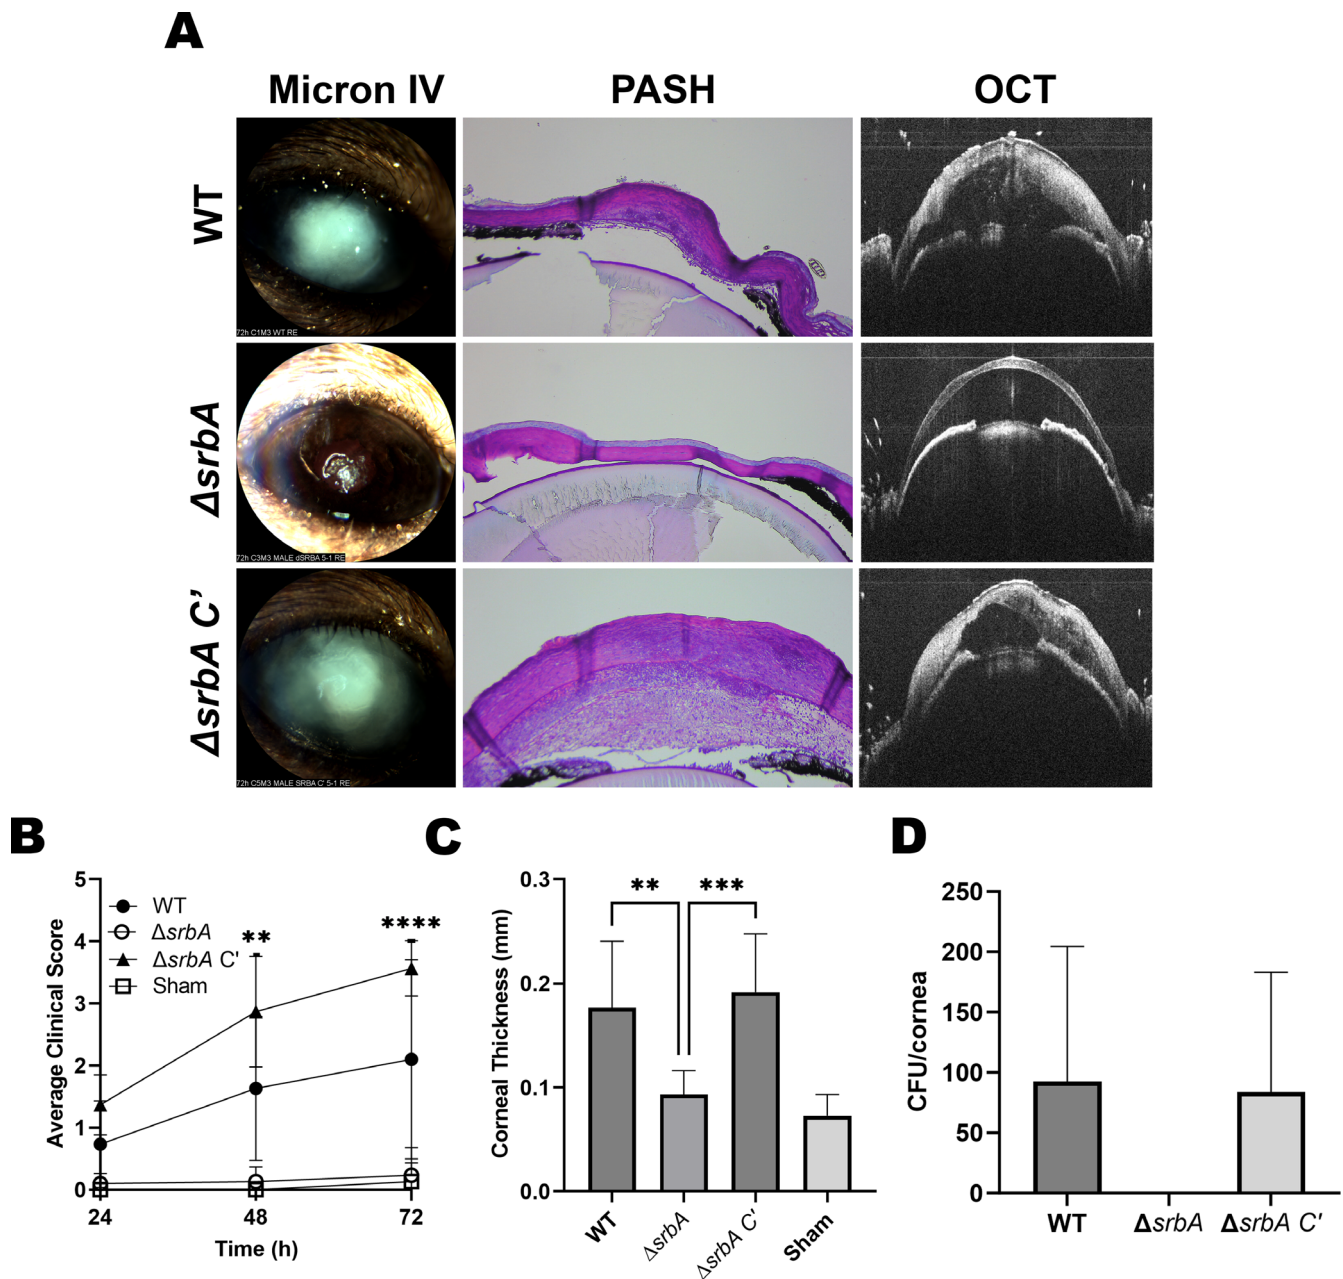 A
Micron IV PASH OCT
WT
72h C1M3 WT RE
ΔsrbA
72h C3M3 MALE dSRBA 5-1 RE
ΔsrbA C'
72h C5M3 MALE SRBA C' 5-1 RE
B
Average Clinical Score
5
4
3
2
1
0
WT
ΔsrbA
ΔsrbA C'
Sham
**
****
24 48 72
Time (h)
C
Corneal Thickness (mm)
0.3
0.2
0.1
0.0
** ***
WT ΔsrbA ΔsrbA C' Sham
D
CFU/cornea
250
200
150
100
50
0
WT ΔsrbA ΔsrbA C'